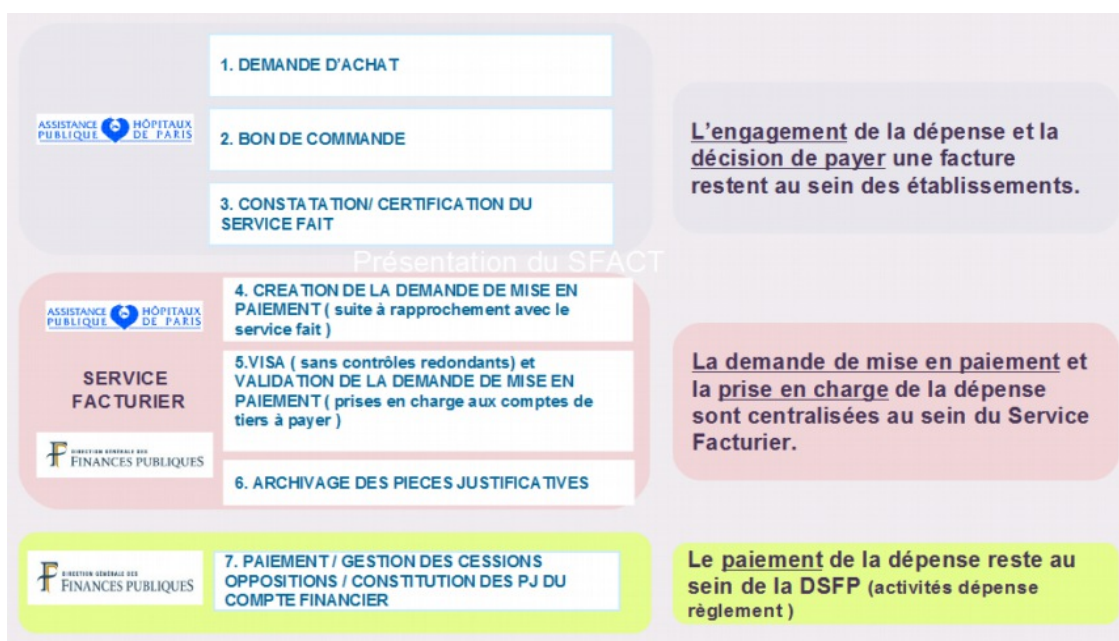 1. DEMANDE D'ACHAT
ASSISTANCE HÔPITAUX
PUBLIQUE DE PARIS
2. BON DE COMMANDE
3. CONSTATATION/ CERTIFICATION DU
SERVICE FAIT
L'engagement de la dépense et la
décision de payer une facture
restent au sein des établissements.
Présentation du SFACT
ASSISTANCE HÔPITAUX
PUBLIQUE DE PARIS
SERVICE
FACTURIER
DIRECTION GÉNÉRALE DES
FINANCES PUBLIQUES
4. CREATION DE LA DEMANDE DE MISE EN
PAIEMENT ( suite à rapprochement avec le
service fait )
5.VISA ( sans contrôles redondants) et
VALIDATION DE LA DEMANDE DE MISE EN
PAIEMENT ( prises en charge aux comptes de
tiers à payer )
6. ARCHIVAGE DES PIECES JUSTIFICATIVES
La demande de mise en paiement et
la prise en charge de la dépense
sont centralisées au sein du Service
Facturier.
DIRECTION GÉNÉRALE DES
FINANCES PUBLIQUES
7. PAIEMENT / GESTION DES CESSIONS
OPPOSITIONS / CONSTITUTION DES PJ DU
COMPTE FINANCIER
Le paiement de la dépense reste au
sein de la DSFP (activités dépense
règlement )